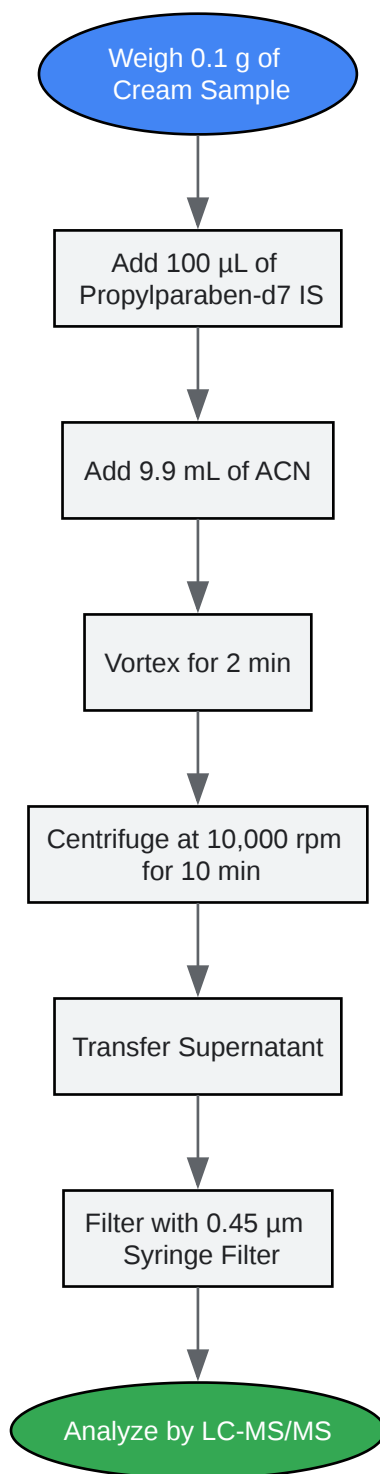 Weigh 0.1 g of
Cream Sample
Add 100 µL of
Propylparaben-d7 IS
Add 9.9 mL of ACN
Vortex for 2 min
Centrifuge at 10,000 rpm
for 10 min
Transfer Supernatant
Filter with 0.45 µm
Syringe Filter
Analyze by LC-MS/MS